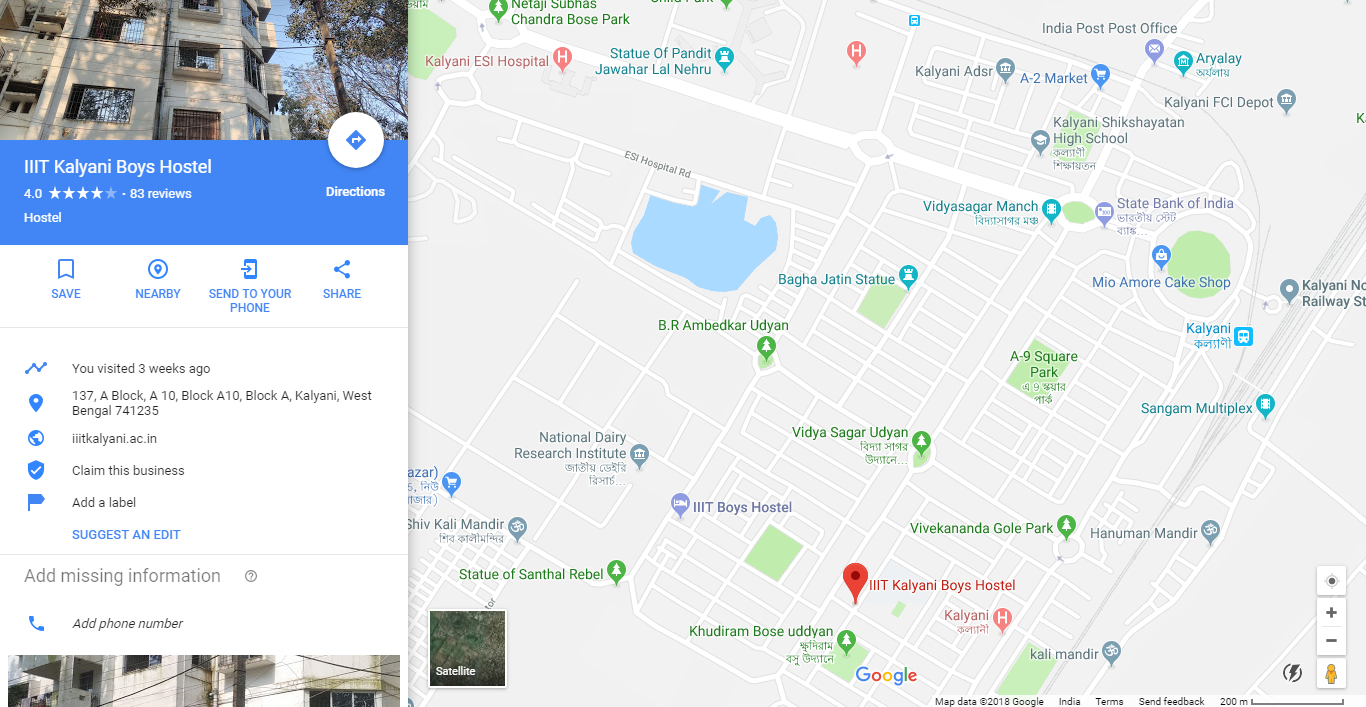 IIIT Kalyani Boys Hostel
4.0 ★★★★★ - 83 reviews
Hostel
Directions
SAVE
NEARBY
SEND TO YOUR
PHONE
SHARE
You visited 3 weeks ago
137, A Block, A 10, Block A10, Block A, Kalyani, West
Bengal 741235
iiitkalyani.ac.in
Claim this business
Add a label
SUGGEST AN EDIT
Add missing information
Add phone number
Netaji Subhas
Chandra Bose Park
Kalyani ESI Hospital
Statue Of Pandit
Jawahar Lal Nehru
India Post Post Office
Kalyani Adsr
A-2 Market
Aryalay
অর্যলায়
Kalyani FCI Depot
Kalyani Shikshayatan
High School
কল্যাণী
শিক্ষায়তন
ESI Hospital Rd
Vidyasagar Manch
বিদ্যাসাগর মঞ্চ
State Bank of India
ভারতীয় স্টেট
ব্যাঙ্ক...
Mio Amore Cake Shop
Bagha Jatin Statue
Kalyani
Railway
B.R Ambedkar Udyan
Kalyani
কল্যাণী
A-9 Square
Park
এ 9 স্কয়ার
পার্ক
Sangam Multiplex
Vidya Sagar Udyan
বিদ্যা সাগর
উদ্যানে...
National Dairy
Research Institute
জাতীয় ডেইরি
রিসার্চ...
IIIT Boys Hostel
Shiv Kali Mandir
শিব কালীমন্দির
Vivekananda Gole Park
Hanuman Mandir
Statue of Santhal Rebel
IIIT Kalyani Boys Hostel
Kalyani
কল্যানী
Khudiram Bose uddyan
ক্ষুদিরাম
বসু উদ্যানে
kali mandir
Satellite
Google
Map data ©2018 Google
India
Terms
Send feedback
200 m